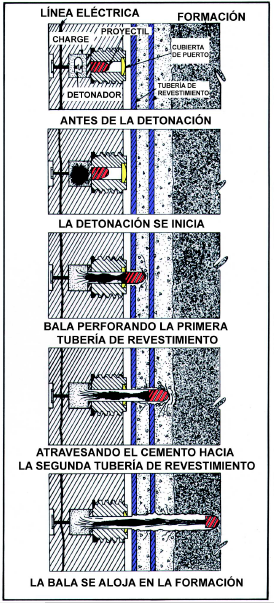 LÍNEA ELÉCTRICA
FORMACIÓN
PROYECTIL
CHARGE
CUBIERTA
DE PUERTO
DETONADOR
TUBERÍA DE
REVESTIMIENTO
ANTES DE LA DETONACIÓN
LA DETONACIÓN SE INICIA
BALA PERFORANDO LA PRIMERA
TUBERÍA DE REVESTIMIENTO
ATRAVESANDO EL CEMENTO HACIA
LA SEGUNDA TUBERÍA DE REVESTIMIENTO
LA BALA SE ALOJA EN LA FORMACIÓN